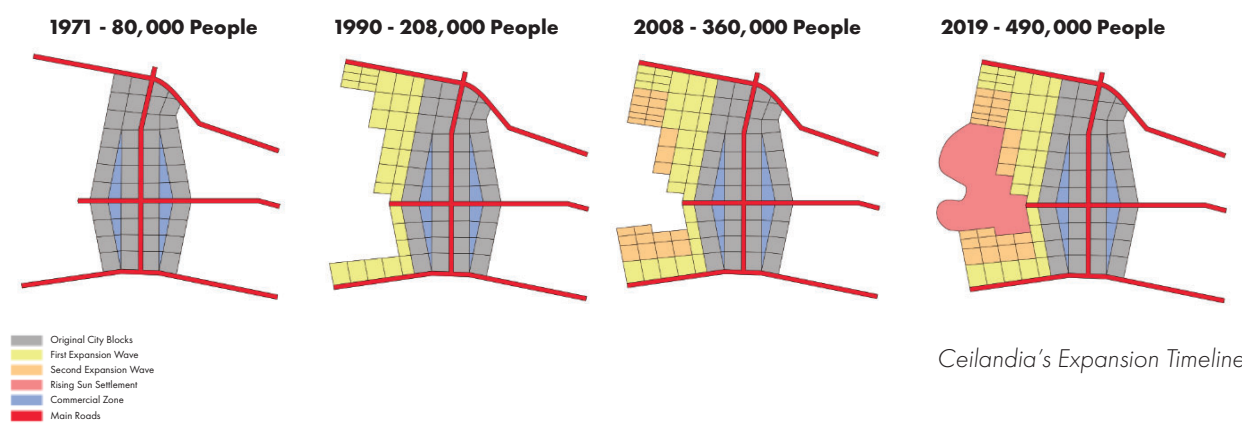 1971 - 80,000 People
1990 - 208,000 People
2008 - 360,000 People
2019 - 490,000 People
Original City Blocks
First Expansion Wave
Second Expansion Wave
Rising Sun Settlement
Commercial Zone
Main Roads
Ceilandia's Expansion Timeline